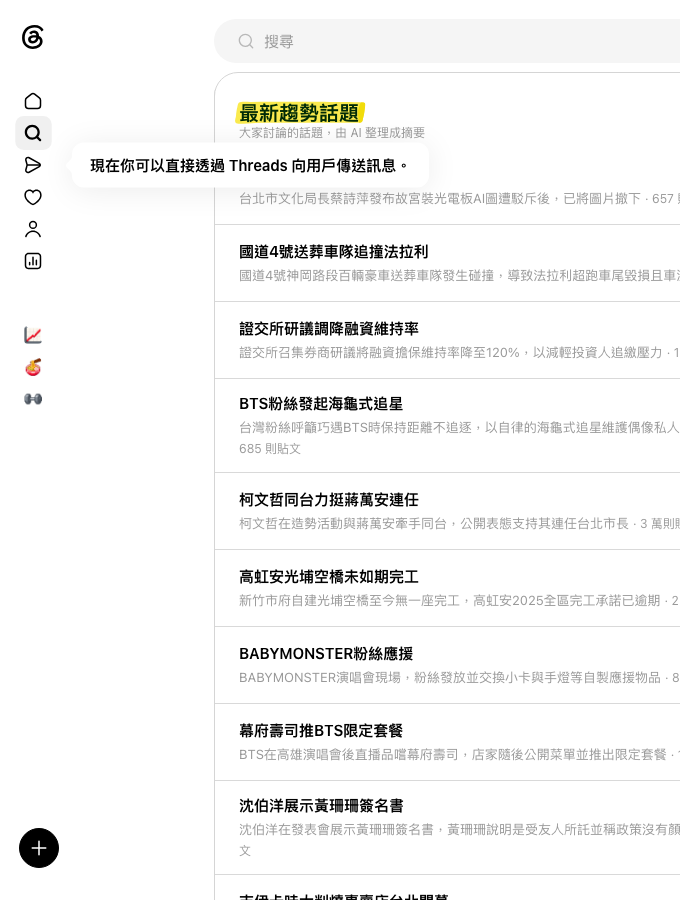 搜尋
最新趨勢話題
大家討論的話題，由 AI 整理成摘要
現在你可以直接透過 Threads 向用戶傳送訊息。
台北市文化局長蔡詩萍發布故宮裝光電板AI圖遭駁斥後，已將圖片撤下 · 657
國道4號送葬車隊追撞法拉利
國道4號神岡路段百輛豪車送葬車隊發生碰撞，導致法拉利超跑車尾毀損且車
證交所研議調降融資維持率
證交所召集券商研議將融資擔保維持率降至120%，以減輕投資人追繳壓力 · 1
BTS粉絲發起海龜式追星
台灣粉絲呼籲巧遇BTS時保持距離不追逐，以自律的海龜式追星維護偶像私人
685 則貼文
柯文哲同台力挺蔣萬安連任
柯文哲在造勢活動與蔣萬安牽手同台，公開表態支持其連任台北市長 · 3 萬則
高虹安光埔空橋未如期完工
新竹市府自建光埔空橋至今無一座完工，高虹安2025全區完工承諾已逾期 · 2
BABYMONSTER粉絲應援
BABYMONSTER演唱會現場，粉絲發放並交換小卡與手燈等自製應援物品 · 8
幕府壽司推BTS限定套餐
BTS在高雄演唱會後直播品嚐幕府壽司，店家隨後公開菜單並推出限定套餐 ·
沈伯洋展示黃珊珊簽名書
沈伯洋在發表會展示黃珊珊簽名書，黃珊珊說明是受友人所託並稱政策沒有顏
文